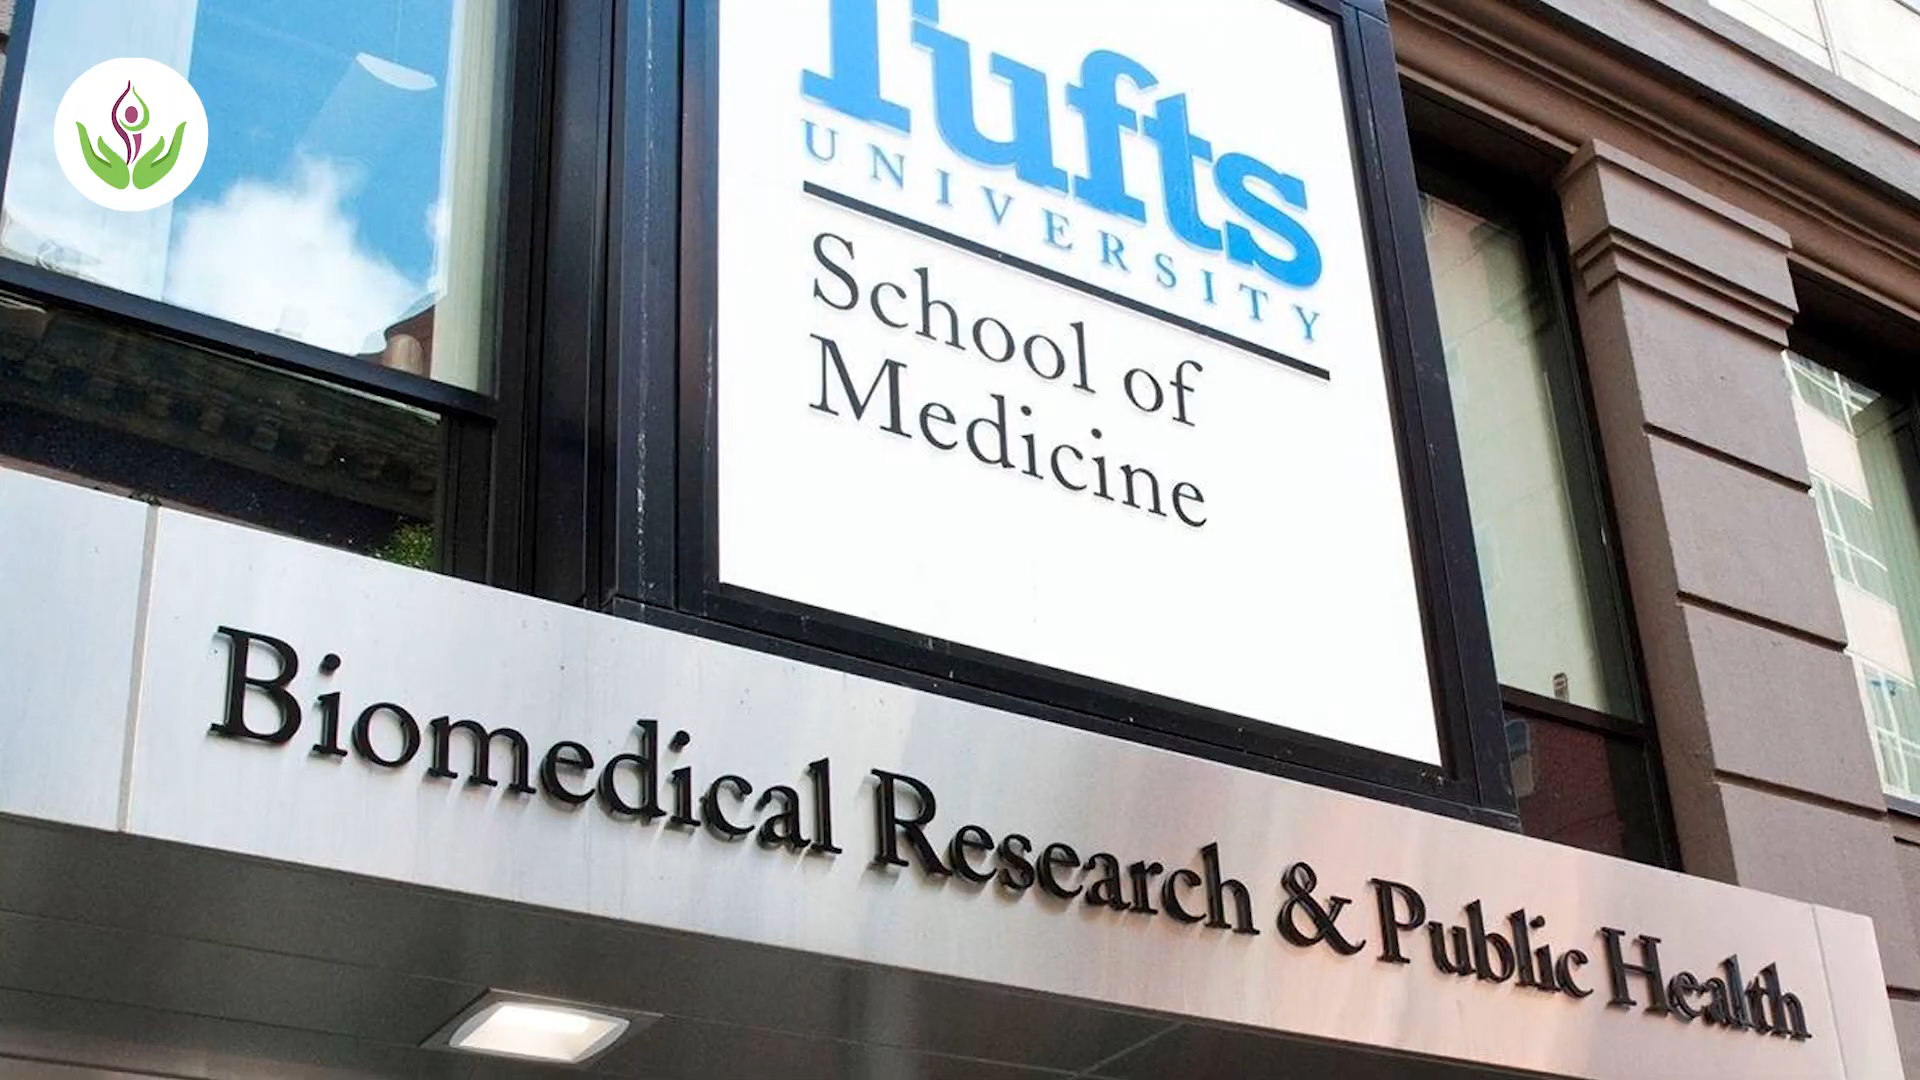 Tufts
UNIVERSITY
School of
Medicine
Biomedical Research & Public Health